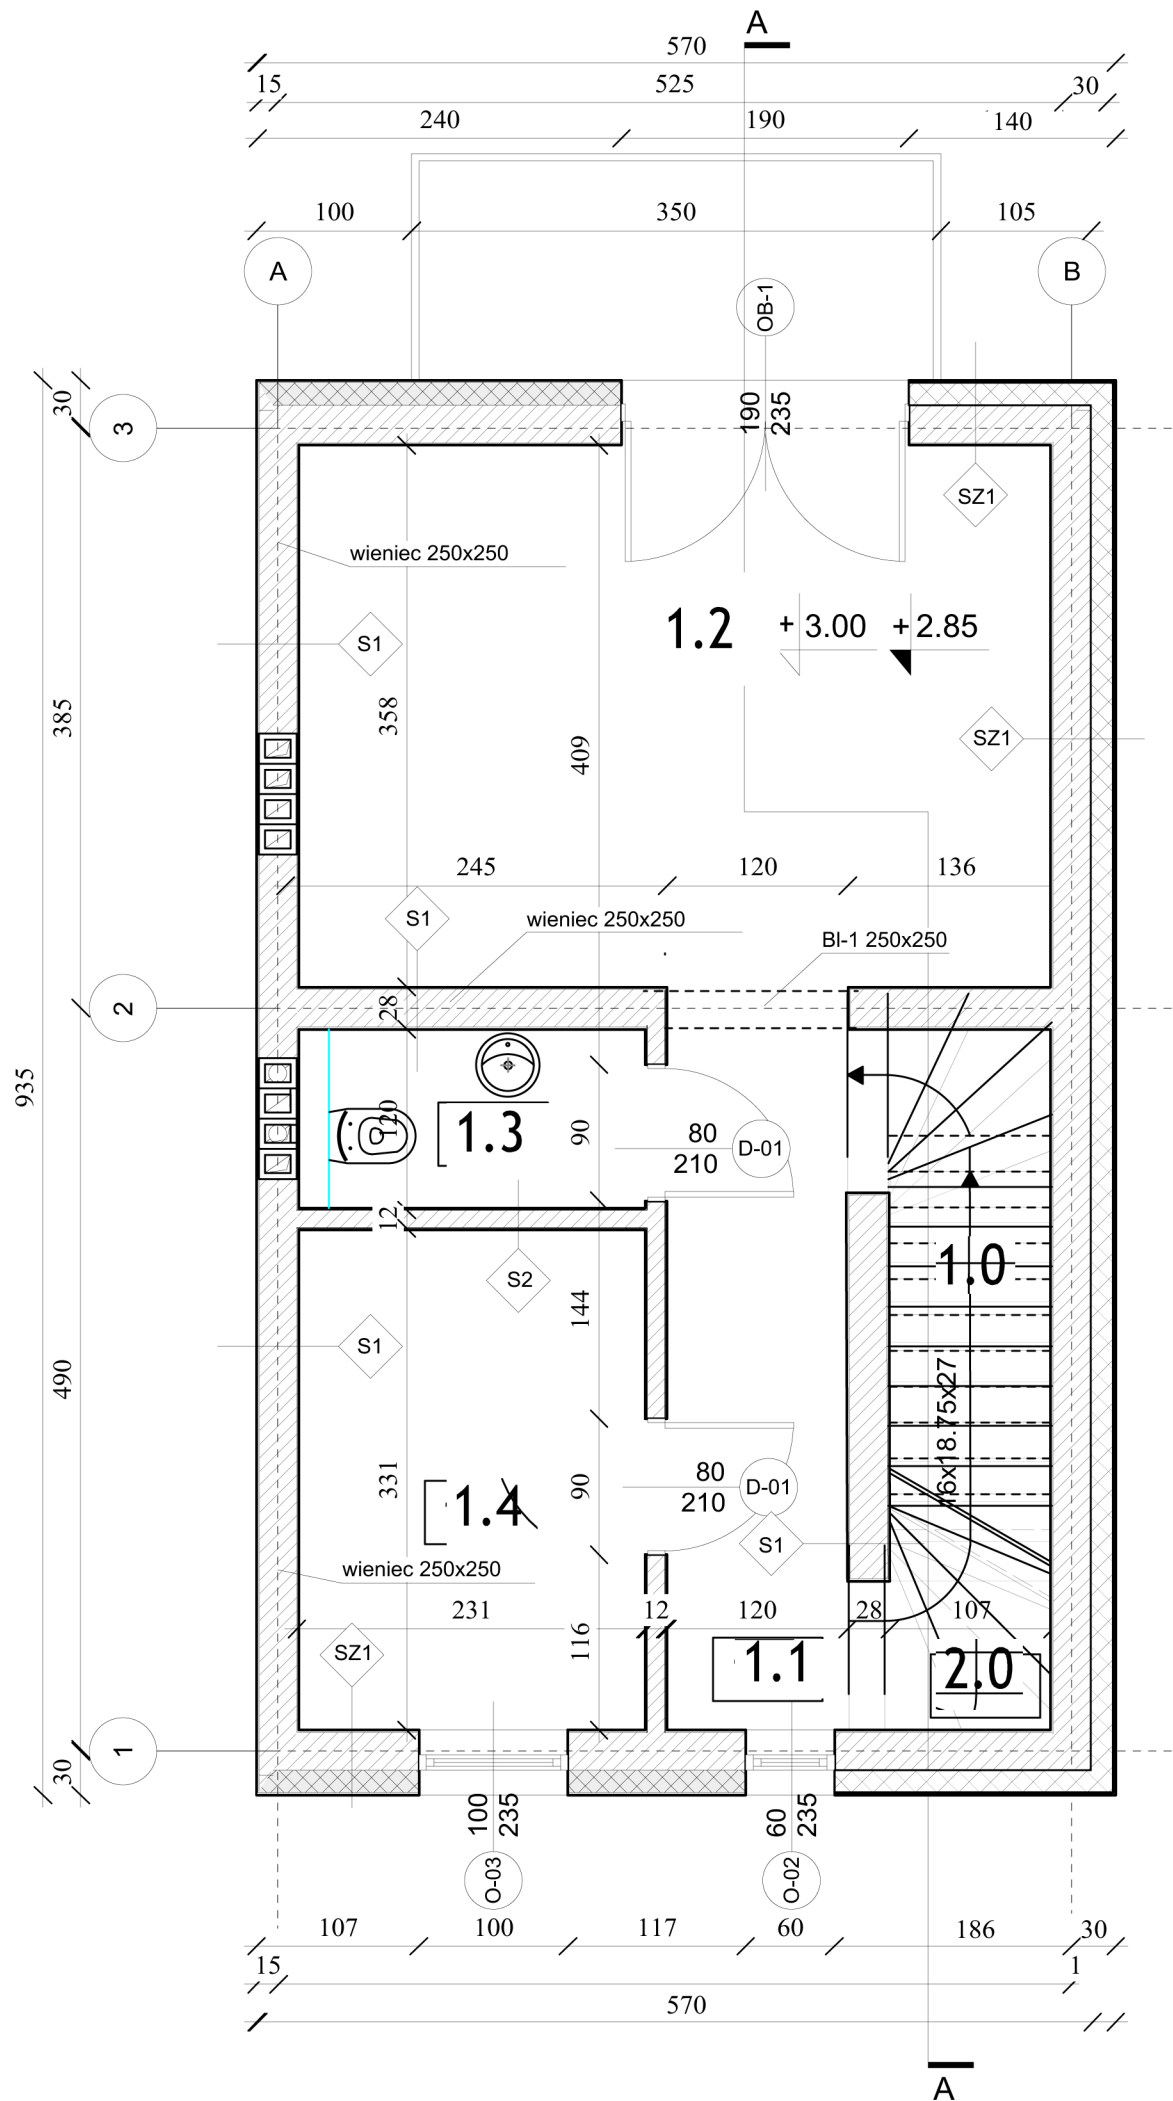 A
570
15 525 30
240 190 140
100 350 105
A B
OB-1
30
190
235
3
SZ1
wieniec 250x250
1.2 + 3.00 + 2.85
S1
385
358
409
SZ1
245 120 136
S1
wieniec 250x250
Bl-1 250x250
28
2
935
120
1.3
90
80
210
D-01
12
1.0
S2
144
S1
490
16x18.75x27
331
1.4
90
80
210
D-01
S1
wieniec 250x250
231 12 120 28 107
116
SZ1
1.1
2.0
1
30
100
235
60
235
O-03
O-02
107 100 117 60 186 30
15 1
570
A